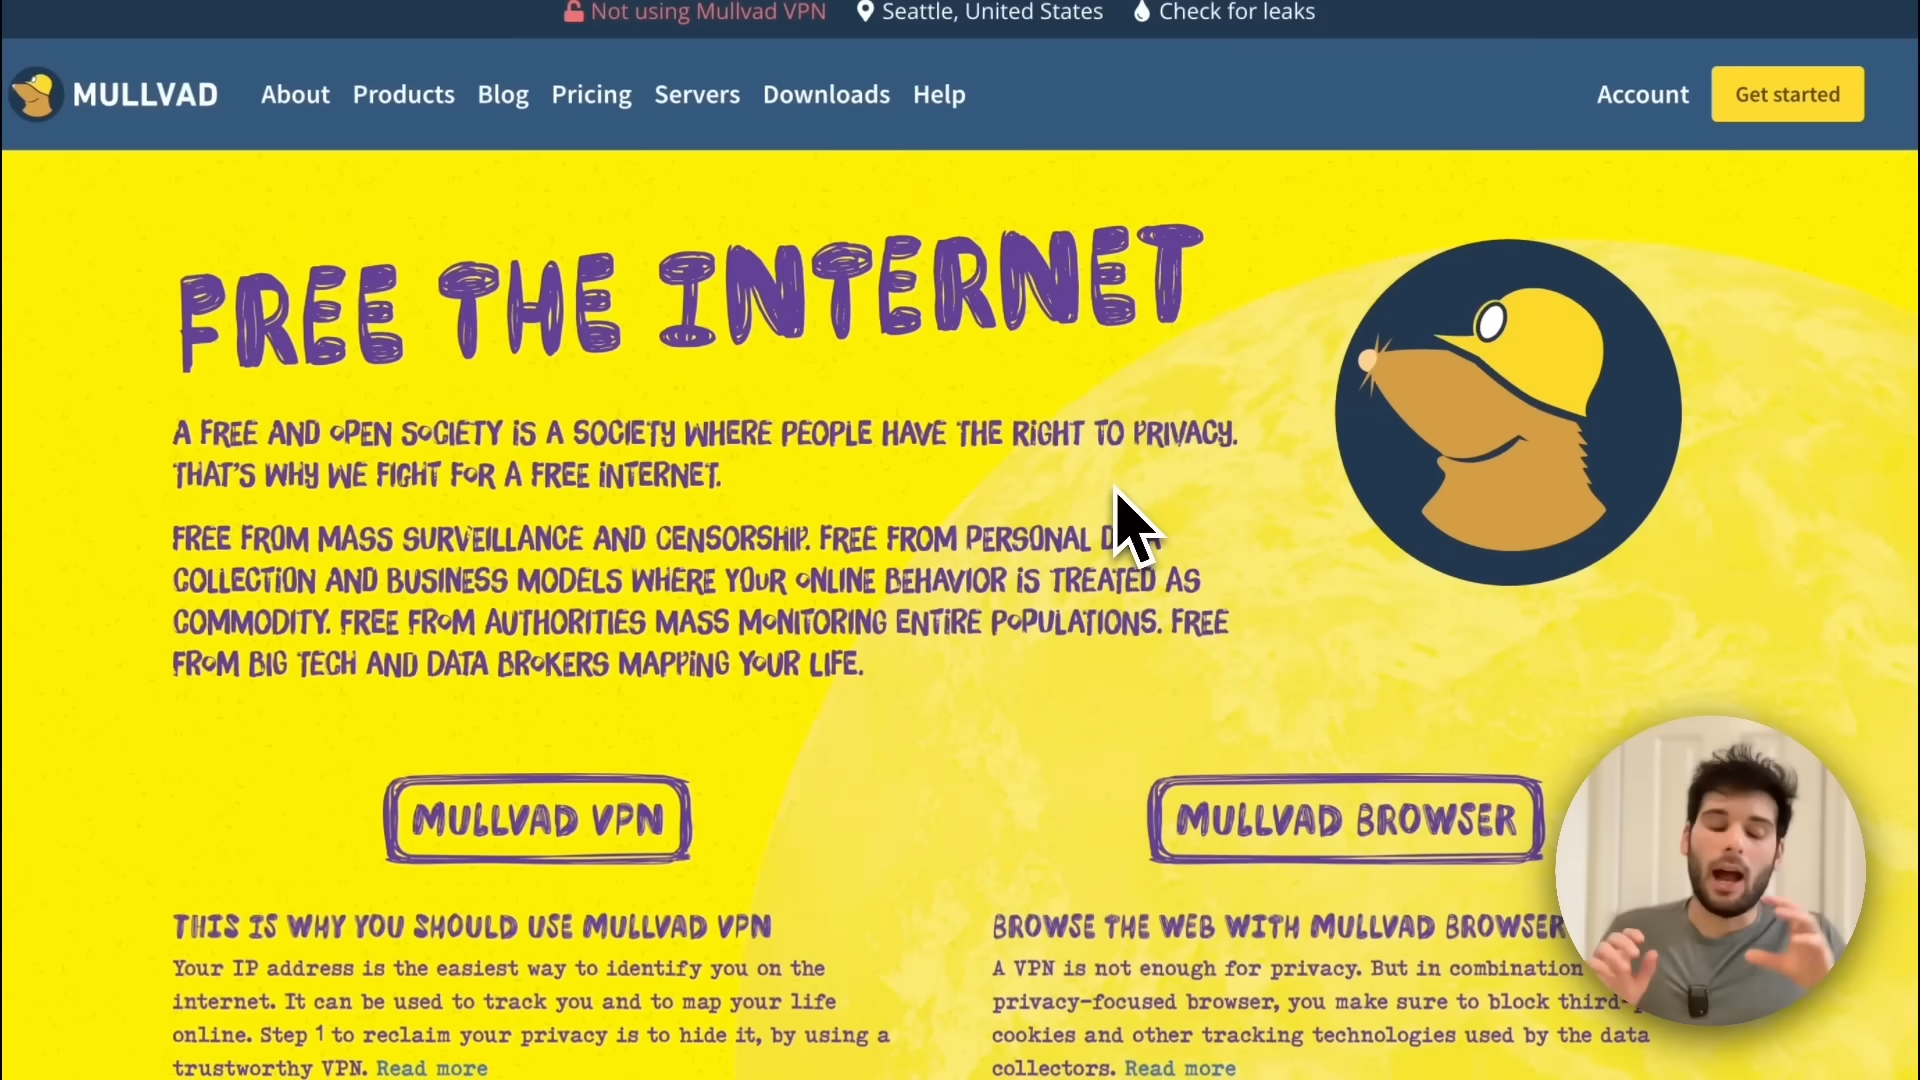 Not using Mullvad VPN
Seattle, United States
Check for leaks
MULLVAD
About
Products
Blog
Pricing
Servers
Downloads
Help
Account
Get started
FREE THE INTERNET
A FREE AND OPEN SOCIETY IS A SOCIETY WHERE PEOPLE HAVE THE RIGHT TO PRIVACY.
THAT'S WHY WE FIGHT FOR A FREE INTERNET.
FREE FROM MASS SURVEILLANCE AND CENSORSHIP. FREE FROM PERSONAL
COLLECTION AND BUSINESS MODELS WHERE YOUR ONLINE BEHAVIOR IS TREATED AS
COMMODITY. FREE FROM AUTHORITIES MASS MONITORING ENTIRE POPULATIONS. FREE
FROM BIG TECH AND DATA BROKERS MAPPING YOUR LIFE.
MULLVAD VPN
MULLVAD BROWSER
THIS IS WHY YOU SHOULD USE MULLVAD VPN
Your IP address is the easiest way to identify you on the
internet. It can be used to track you and to map your life
online. Step 1 to reclaim your privacy is to hide it, by using a
trustworthy VPN. Read more
BROWSE THE WEB WITH MULLVAD BROWSER
A VPN is not enough for privacy. But in combination
privacy-focused browser, you make sure to block third-
cookies and other tracking technologies used by the data
collectors. Read more